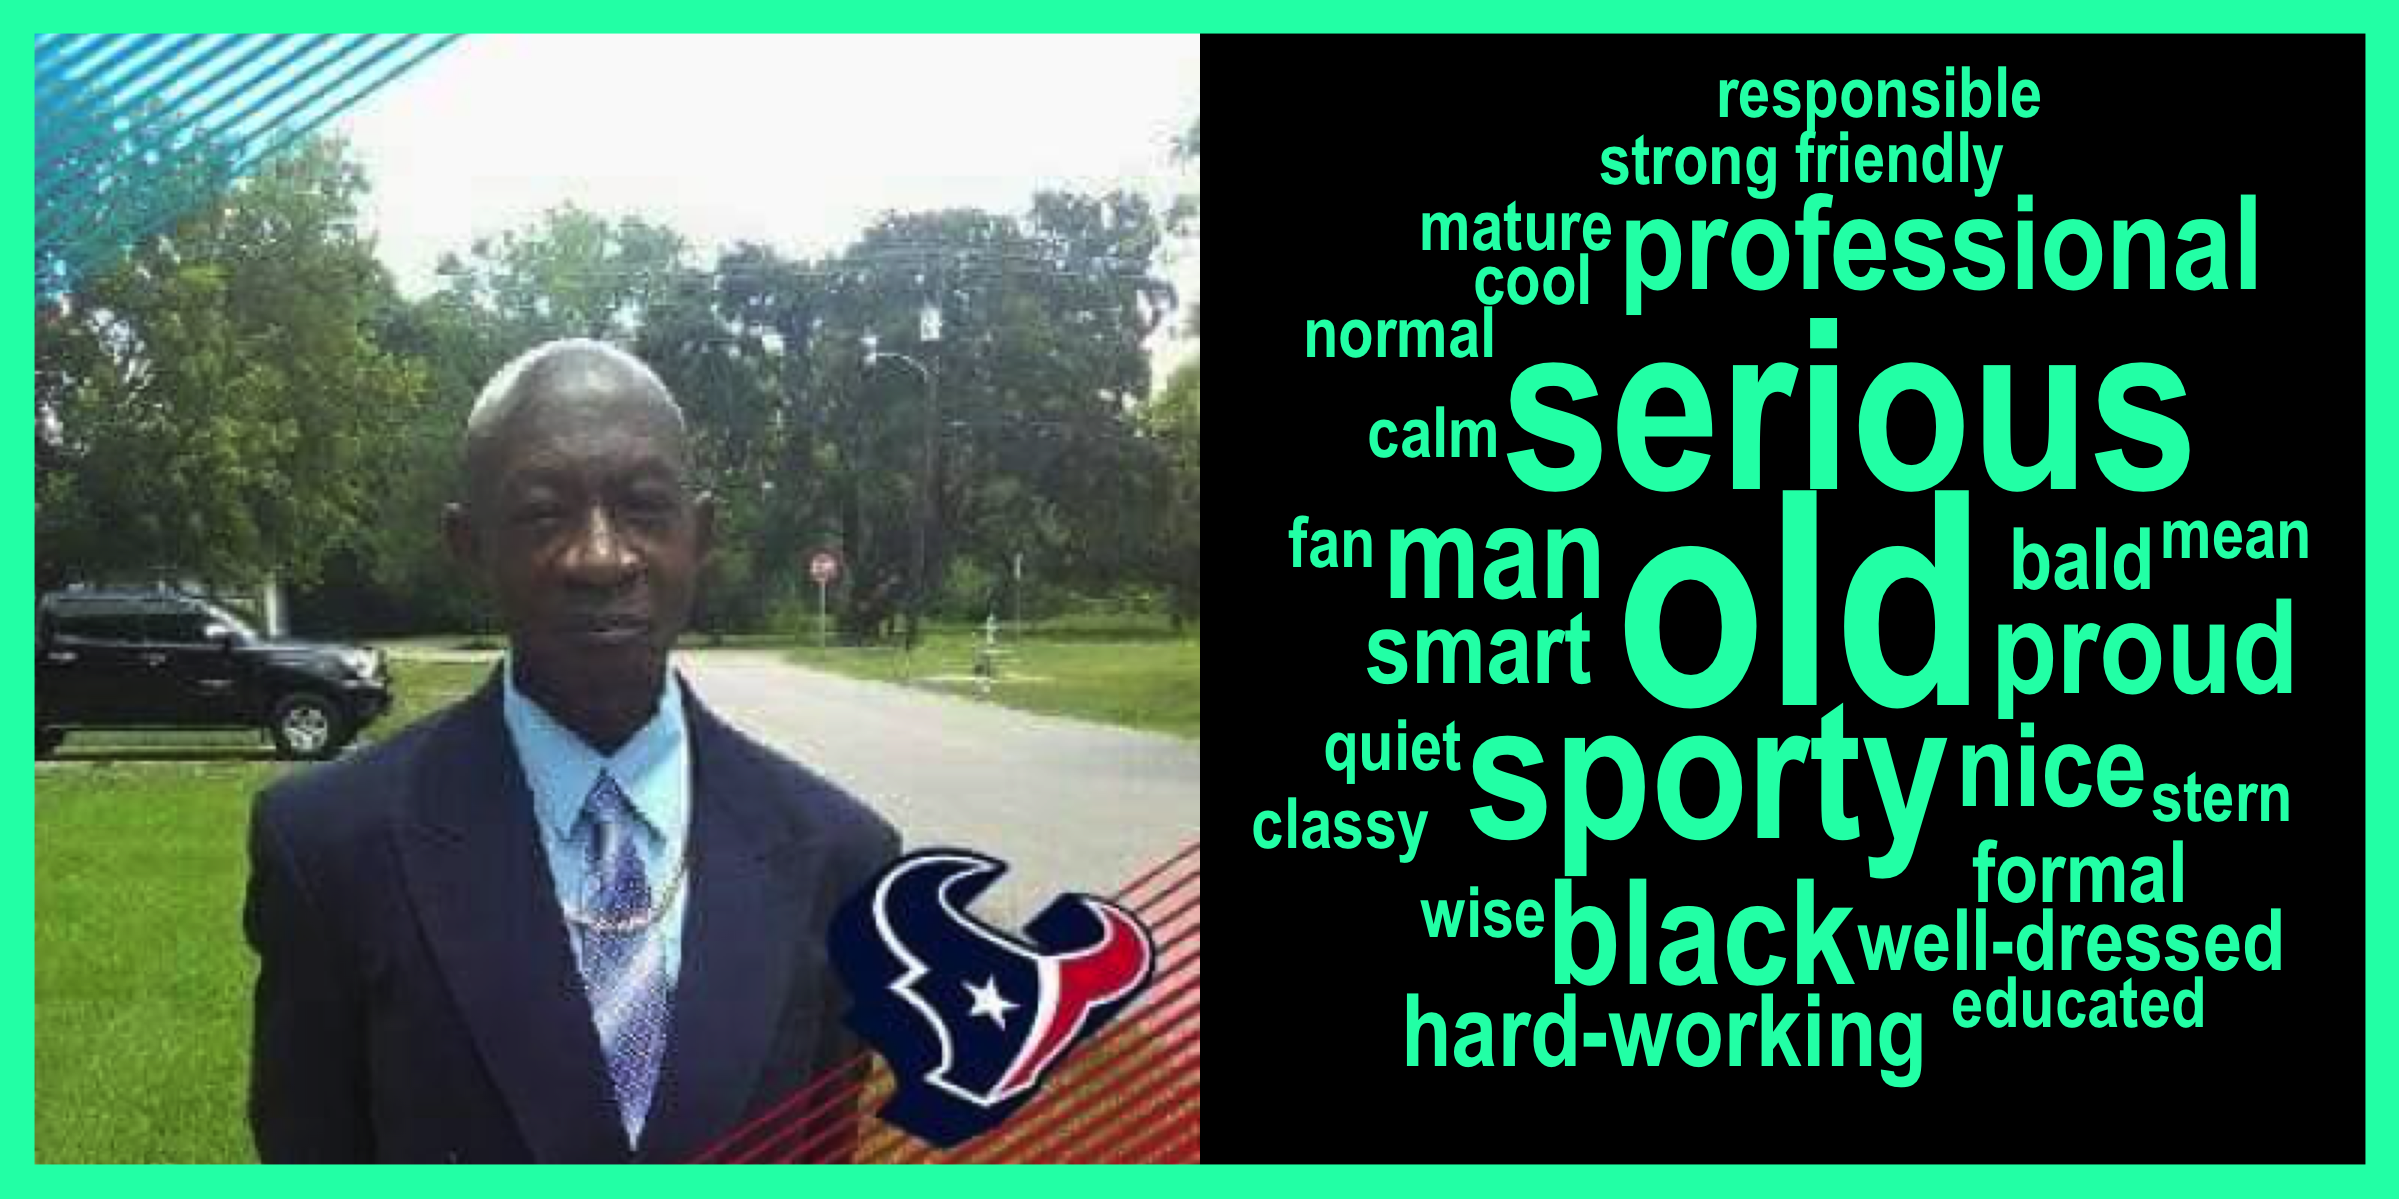 responsible
strong friendly
mature professional
cool
normal
calm serious
fan man old bald mean
smart proud
quiet sporty nice stern
classy
formal
wise black well-dressed
hard-working educated